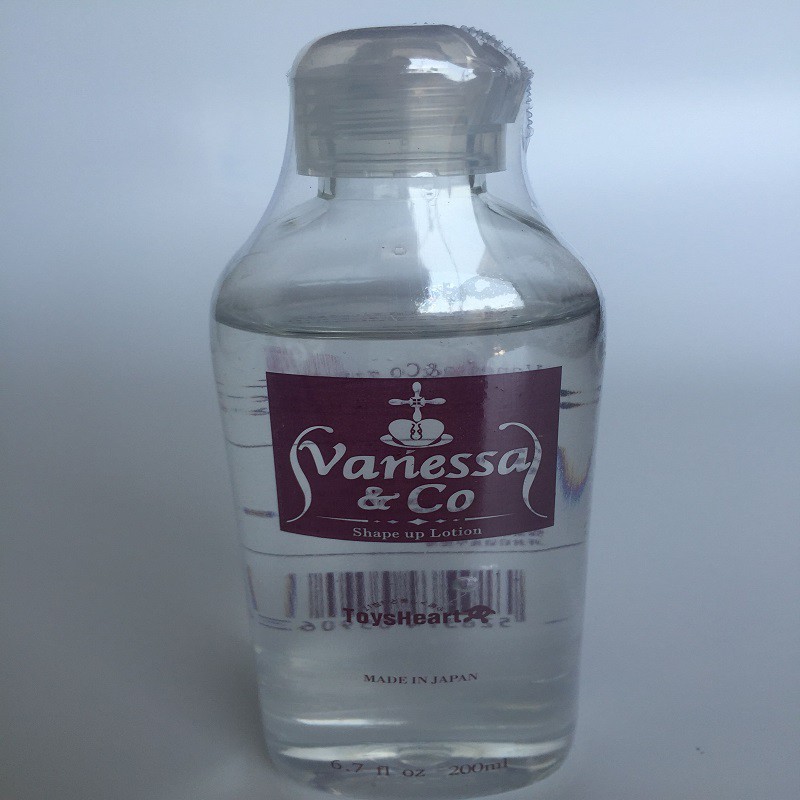 Vanessa
& Co
Shape up Lotion
ToysHeart
MADE IN JAPAN
6.7 fl oz 200ml